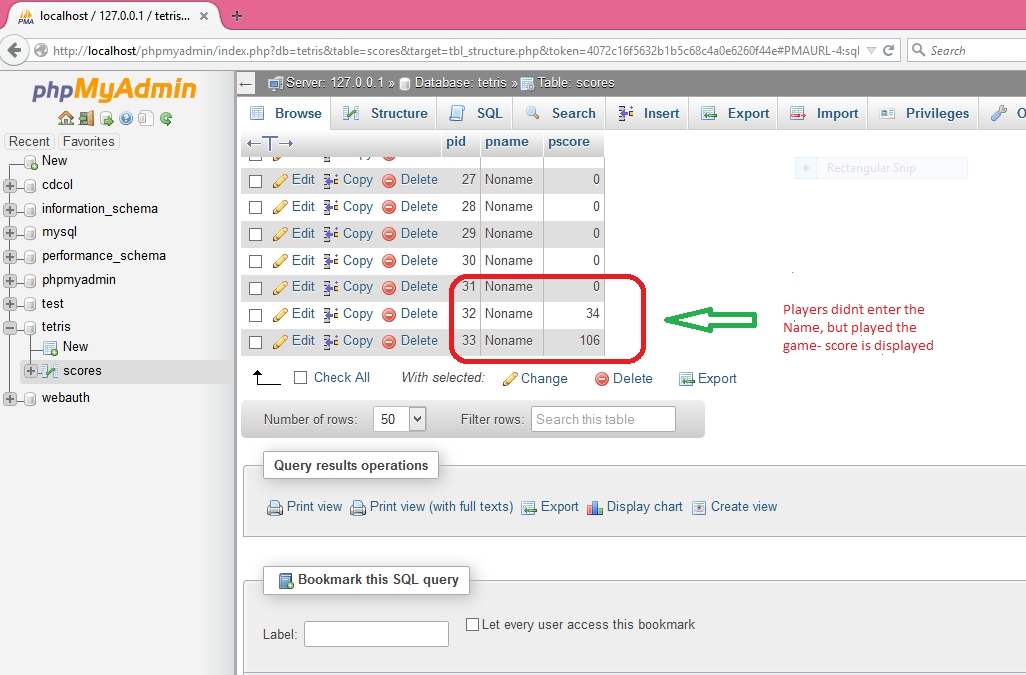 PMA localhost / 127.0.0.1 / tetris... × +
http://localhost/phpmyadmin/index.php?db=tetris&table=scores&target=tbl_structure.php&token=4072c16f5632b1b5c68c4a0e6260f44e#PMAURL-4:sql Search
phpMyAdmin
Recent Favorites
New
cdcol
information_schema
mysql
performance_schema
phpmyadmin
test
tetris
New
scores
webauth
Server: 127.0.0.1 » Database: tetris » Table: scores
Browse Structure SQL Search Insert Export Import Privileges
pid pname pscore
Rectangular Snip
Edit Copy Delete 27 Noname 0
Edit Copy Delete 28 Noname 0
Edit Copy Delete 29 Noname 0
Edit Copy Delete 30 Noname 0
Edit Copy Delete 31 Noname 0
Edit Copy Delete 32 Noname 34
Edit Copy Delete 33 Noname 106
Players didnt enter the
Name, but played the
game- score is displayed
Check All With selected: Change Delete Export
Number of rows: 50 Filter rows: Search this table
Query results operations
Print view Print view (with full texts) Export Display chart Create view
Bookmark this SQL query
Label: Let every user access this bookmark